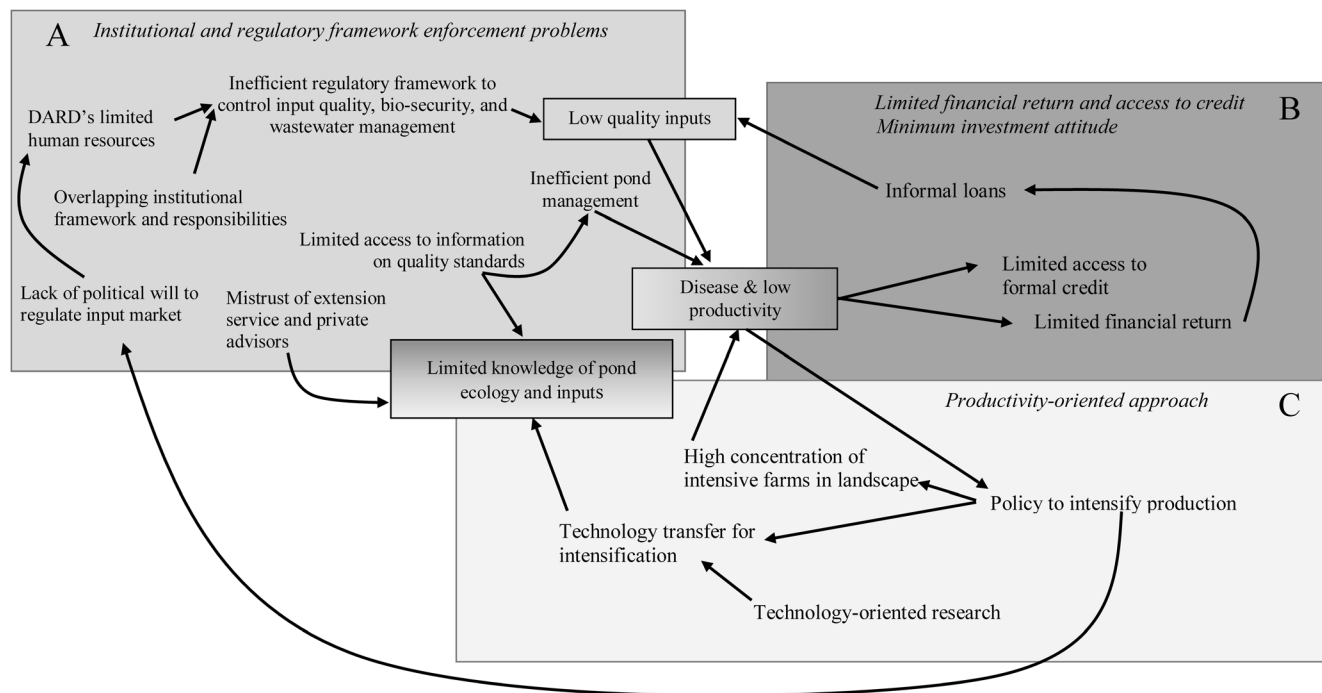 A
Institutional and regulatory framework enforcement problems
Inefficient regulatory framework to
control input quality, bio-security, and
wastewater management
DARD's limited
human resources
Low quality inputs
Overlapping institutional
framework and responsibilities
Inefficient pond
management
Limited access to information
on quality standards
Lack of political will to
regulate input market
Mistrust of extension
service and private
advisors
Disease & low
productivity
Limited knowledge of pond
ecology and inputs
B
Limited financial return and access to credit
Minimum investment attitude
Informal loans
Limited access to
formal credit
Limited financial return
C
Productivity-oriented approach
High concentration of
intensive farms in landscape
Policy to intensify production
Technology transfer for
intensification
Technology-oriented research